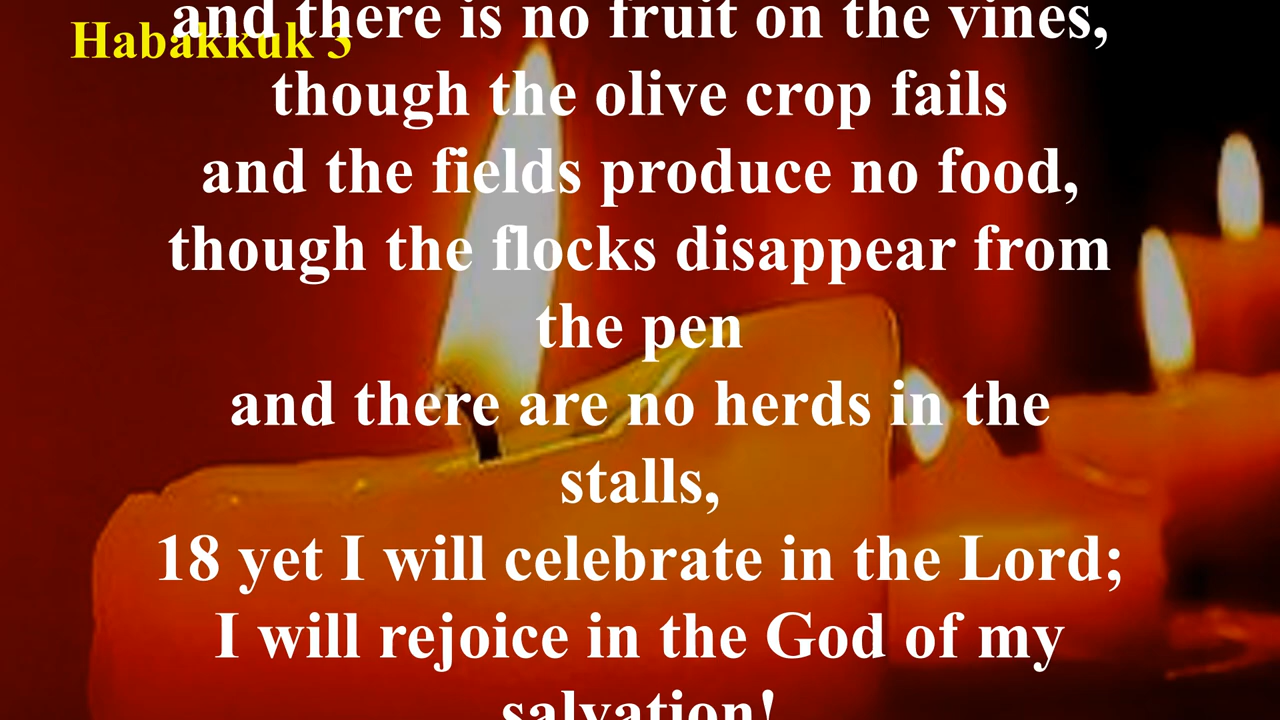 Habakkuk 3
and there is no fruit on the vines,
though the olive crop fails
and the fields produce no food,
though the flocks disappear from
the pen
and there are no herds in the
stalls,
18 yet I will celebrate in the Lord;
I will rejoice in the God of my
salvation!